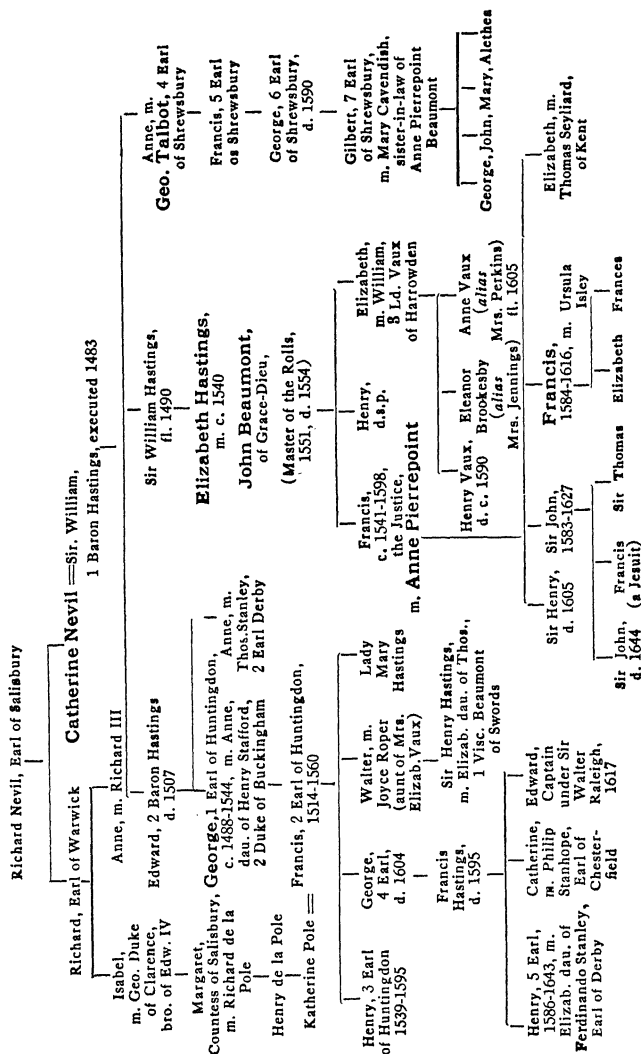 Richard Nevil, Earl of Salisbury
Richard, Earl of Warwick
Catherine Nevil = Sir. William,
1 Baron Hastings, executed 1483
Isabel,
m. Geo. Duke
of Clarence,
bro. of Edw. IV
Anne, m. Richard III
Edward, 2 Baron Hastings
d. 1507
Sir William Hastings,
fl. 1490
Anne, m.
Geo. Talbot, 4 Earl
of Shrewsbury
Margaret,
Countess of Salisbury,
m. Richard de la
Pole
George, 1 Earl of Huntingdon,
c. 1488-1544, m. Anne,
dau. of Henry Stafford,
2 Duke of Buckingham
Anne, m.
Thos. Stanley,
2 Earl Derby
Elizabeth Hastings,
m. c. 1540
John Beaumont,
of Grace-Dieu,
(Master of the Rolls,
1551, d. 1554)
Francis, 5 Earl
os Shrewsbury
George, 6 Earl
of Shrewsbury,
d. 1590
Henry de la Pole
Katherine Pole =
Francis, 2 Earl of Huntingdon,
1514-1560
Gilbert, 7 Earl
of Shrewsbury,
m. Mary Cavendish,
sister-in-law of
Anne Pierrepoint
Beaumont
Henry, 3 Earl
of Huntingdon
1539-1595
George,
4 Earl,
d. 1604
Walter, m.
Joyce Roper
(aunt of Mrs.
Elizab. Vaux)
Lady
Mary
Hastings
Francis,
c. 1541-1598,
the Justice,
m. Anne Pierrepoint
Henry,
d.s.p.
Elizabeth,
m. William,
8 Ld. Vaux
of Harrowden
George, John, Mary, Alethea
Francis
Hastings,
d. 1595
Sir Henry Hastings,
m. Elizab. dau. of Thos.,
1 Visc. Beaumont
of Swords
Henry Vaux,
d. c. 1590
Eleanor
Brookesby
(alias
Mrs. Jennings)
Anne Vaux
(alias
Mrs. Perkins)
fl. 1605
Henry, 5 Earl,
1586-1643, m.
Elizab. dau. of
Ferdinando Stanley,
Earl of Derby
Catherine,
m. Philip
Stanhope,
Earl of
Chester-
field
Edward,
Captain
under Sir
Walter
Raleigh,
1617
Sir Henry,
d. 1605
Sir John,
1583-1627
Francis,
1584-1616, m.
Ursula
Isley
Elizabeth, m.
Thomas Seyliard,
of Kent
Sir John,
d. 1644
Francis
(a Jesuit)
Sir Thomas
Elizabeth
Frances